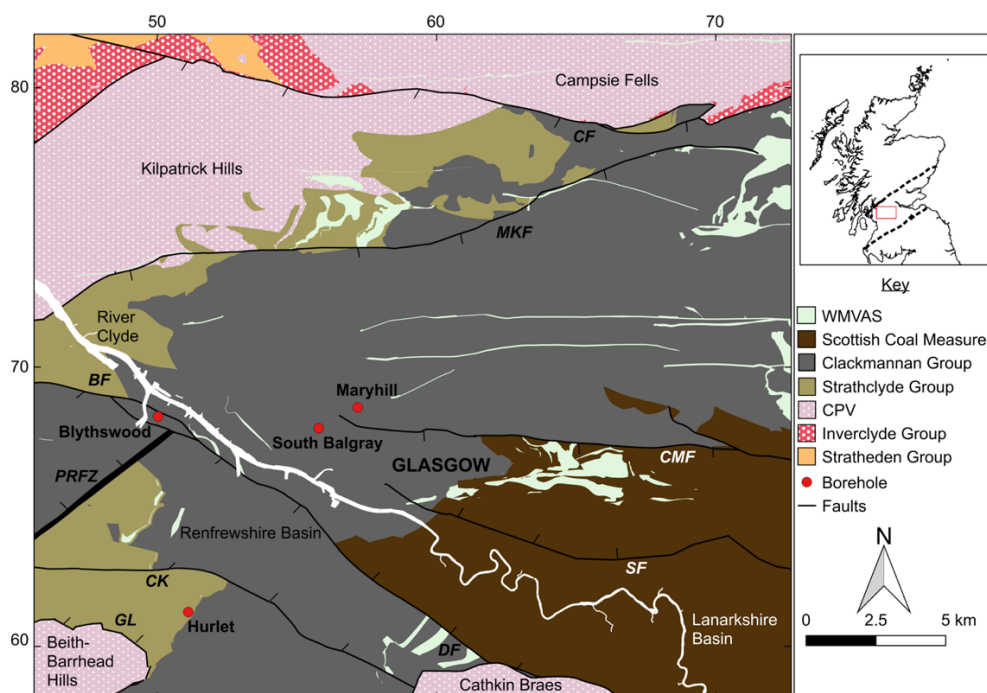 50
60
70
80
70
60
Campsie Fells
Kilpatrick Hills
CF
MKF
River
Clyde
BF
Maryhill
Blythswood
South Balgray
GLASGOW
CMF
PRFZ
Renfrewshire Basin
SF
CK
GL
Hurlet
DF
Lanarkshire
Basin
Beith-
Barrhead
Hills
Cathkin Braes
Key
WMVAS
Scottish Coal Measure
Clackmannan Group
Strathclyde Group
CPV
Inverclyde Group
Stratheden Group
Borehole
Faults
N
0 2.5 5 km